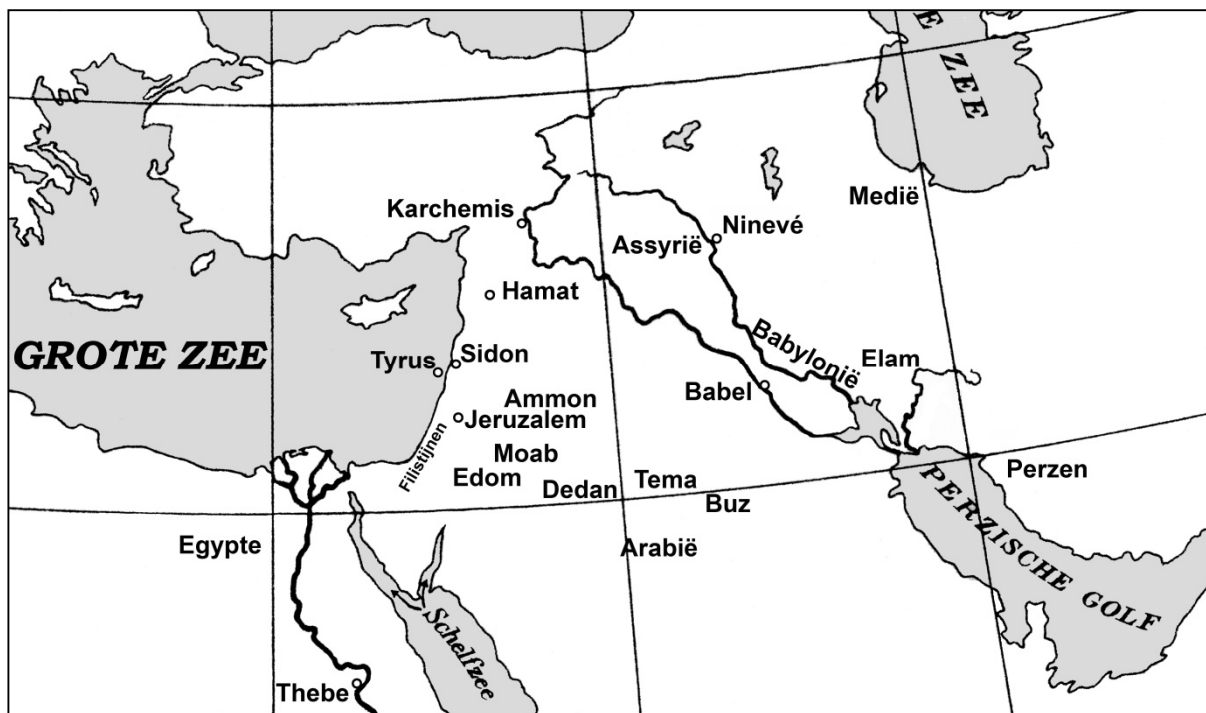 E ZEE
Medië
Karchemis
Ninevé
Assyrië
Hamat
GROTE ZEE
Tyrus
Sidon
Babylonië
Elam
Babel
Ammon
Jeruzalem
Filistijnen
Moab
Edom
Dedan
Tema
Buz
Perzen
PERZISCHE GOLF
Egypte
Arabië
Schelfzee
Thebe